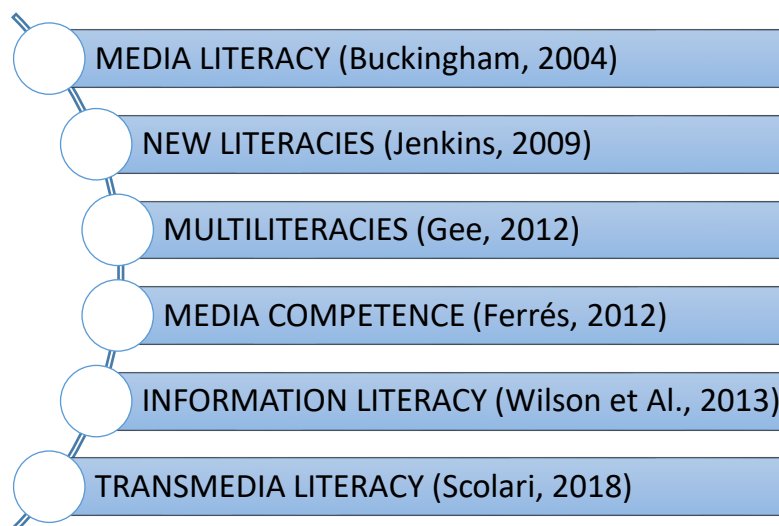 MEDIA LITERACY (Buckingham, 2004)
NEW LITERACIES (Jenkins, 2009)
MULTILITERACIES (Gee, 2012)
MEDIA COMPETENCE (Ferrés, 2012)
INFORMATION LITERACY (Wilson et Al., 2013)
TRANSMEDIA LITERACY (Scolari, 2018)